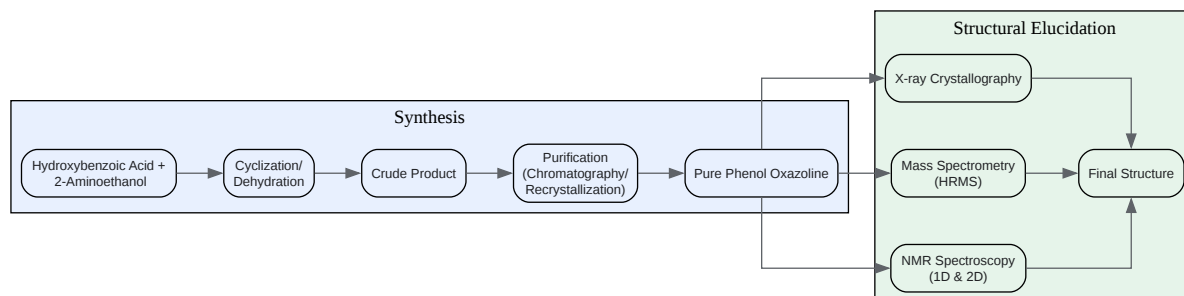 Synthesis
Hydroxybenzoic Acid +
2-Aminoethanol
Cyclization/
Dehydration
Crude Product
Purification
(Chromatography/
Recrystallization)
Pure Phenol Oxazoline
Structural Elucidation
X-ray Crystallography
Mass Spectrometry
(HRMS)
NMR Spectroscopy
(1D & 2D)
Final Structure